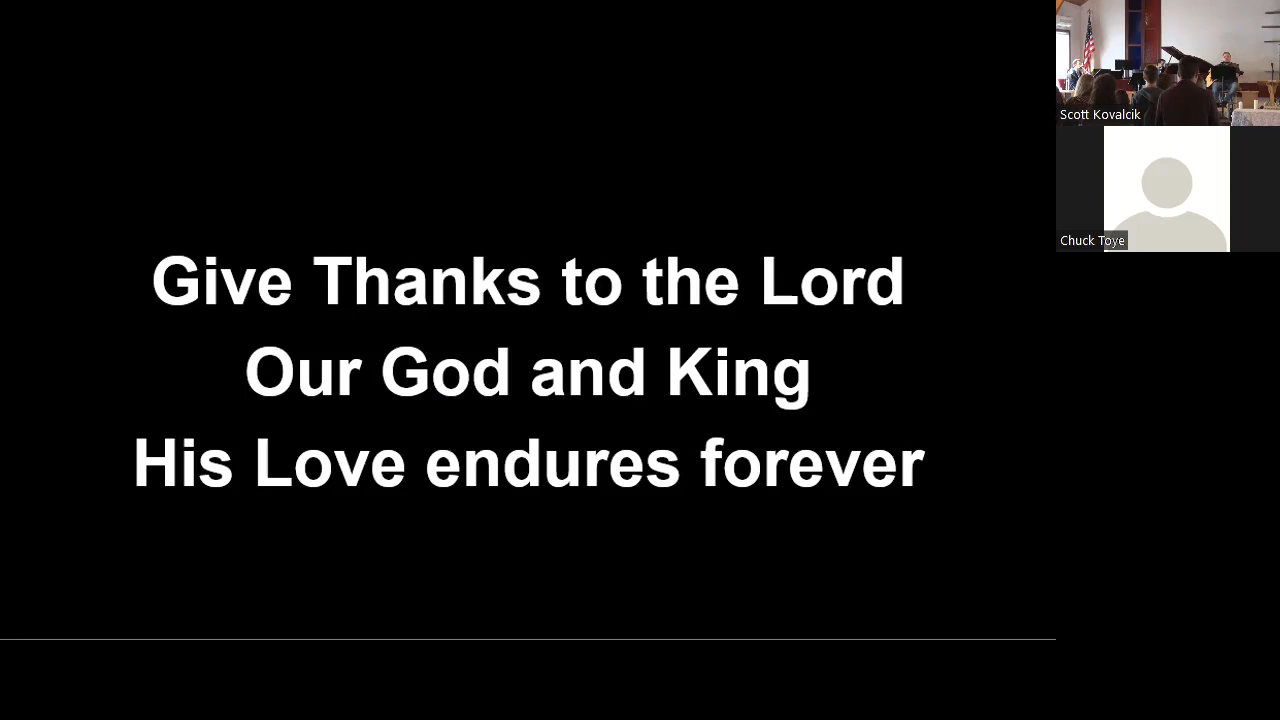 Give Thanks to the Lord
Our God and King
His Love endures forever
Scott Kovalcik
Chuck Toye